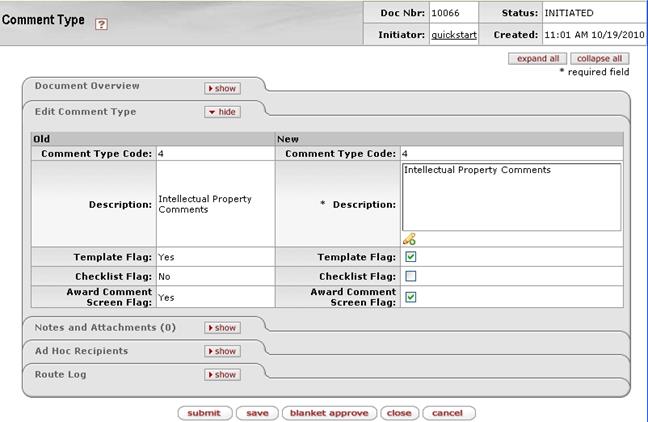 Comment Type ?
Doc Nbr: 10066 Status: INITIATED
Initiator: quickstart Created: 11:01 AM 10/19/2010
expand all collapse all
* required field
Document Overview show
Edit Comment Type hide
Old New
Comment Type Code: 4 Comment Type Code: 4
Description: Intellectual Property Comments * Description: Intellectual Property Comments
Template Flag: Yes Template Flag:
Checklist Flag: No Checklist Flag:
Award Comment Screen Flag: Yes Award Comment Screen Flag:
Notes and Attachments (0) show
Ad Hoc Recipients show
Route Log show
submit save blanket approve close cancel